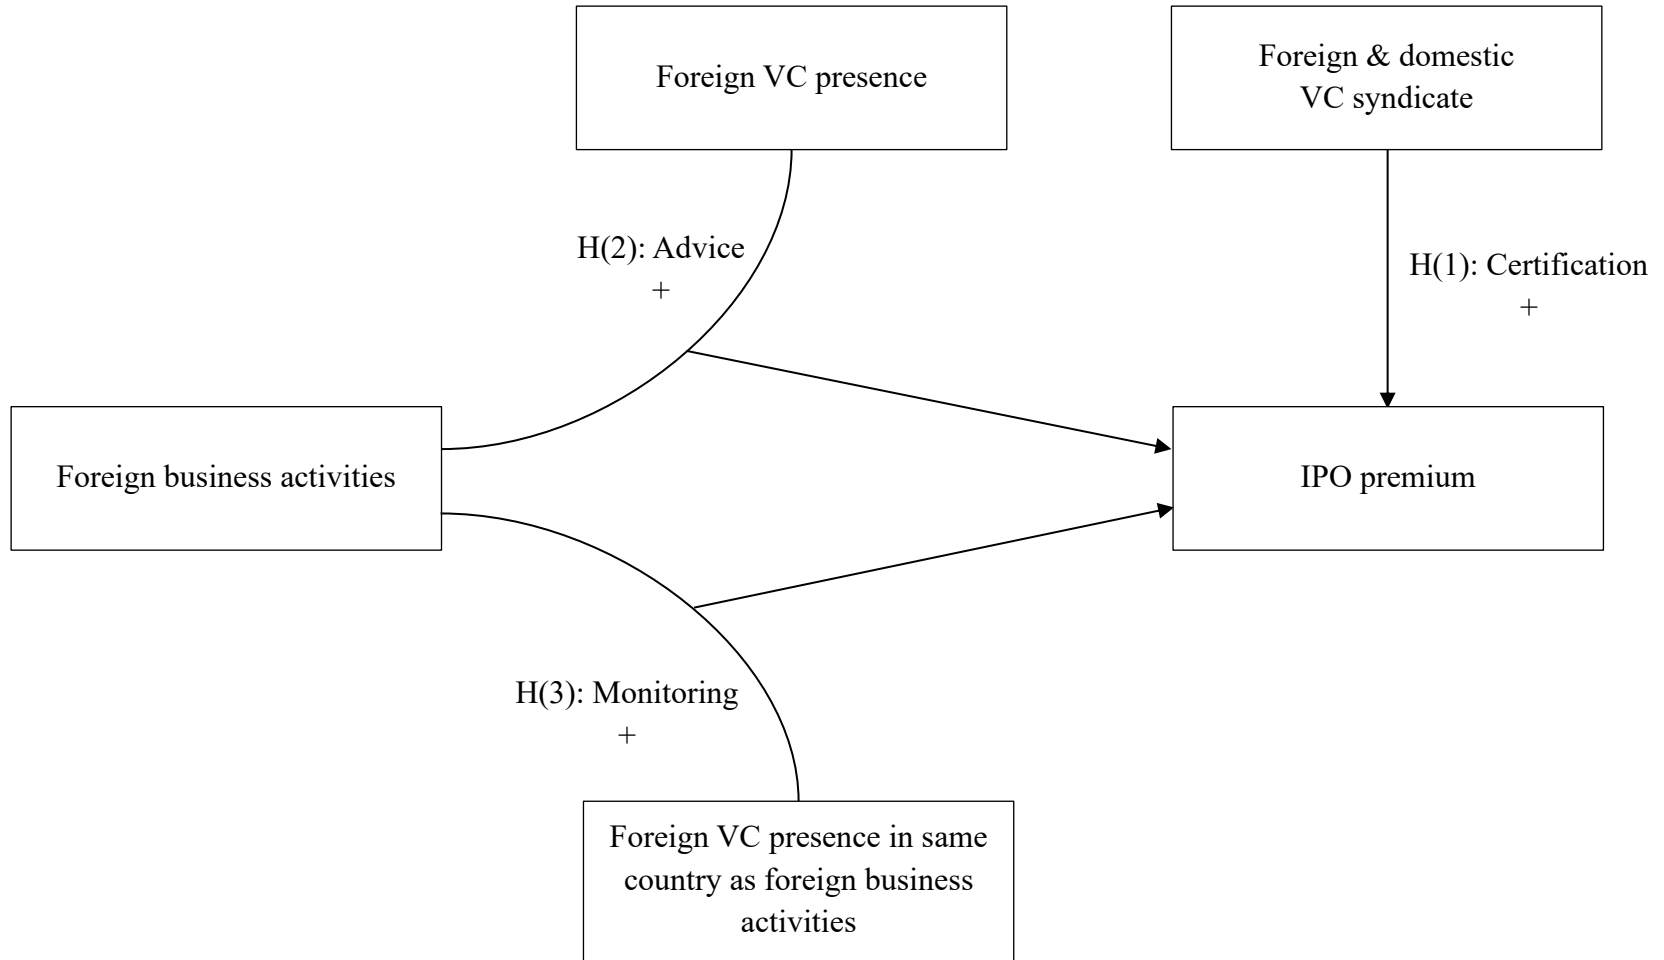 Foreign VC presence
Foreign & domestic
VC syndicate
H(2): Advice
+
H(1): Certification
+
Foreign business activities
IPO premium
H(3): Monitoring
+
Foreign VC presence in same
country as foreign business
activities